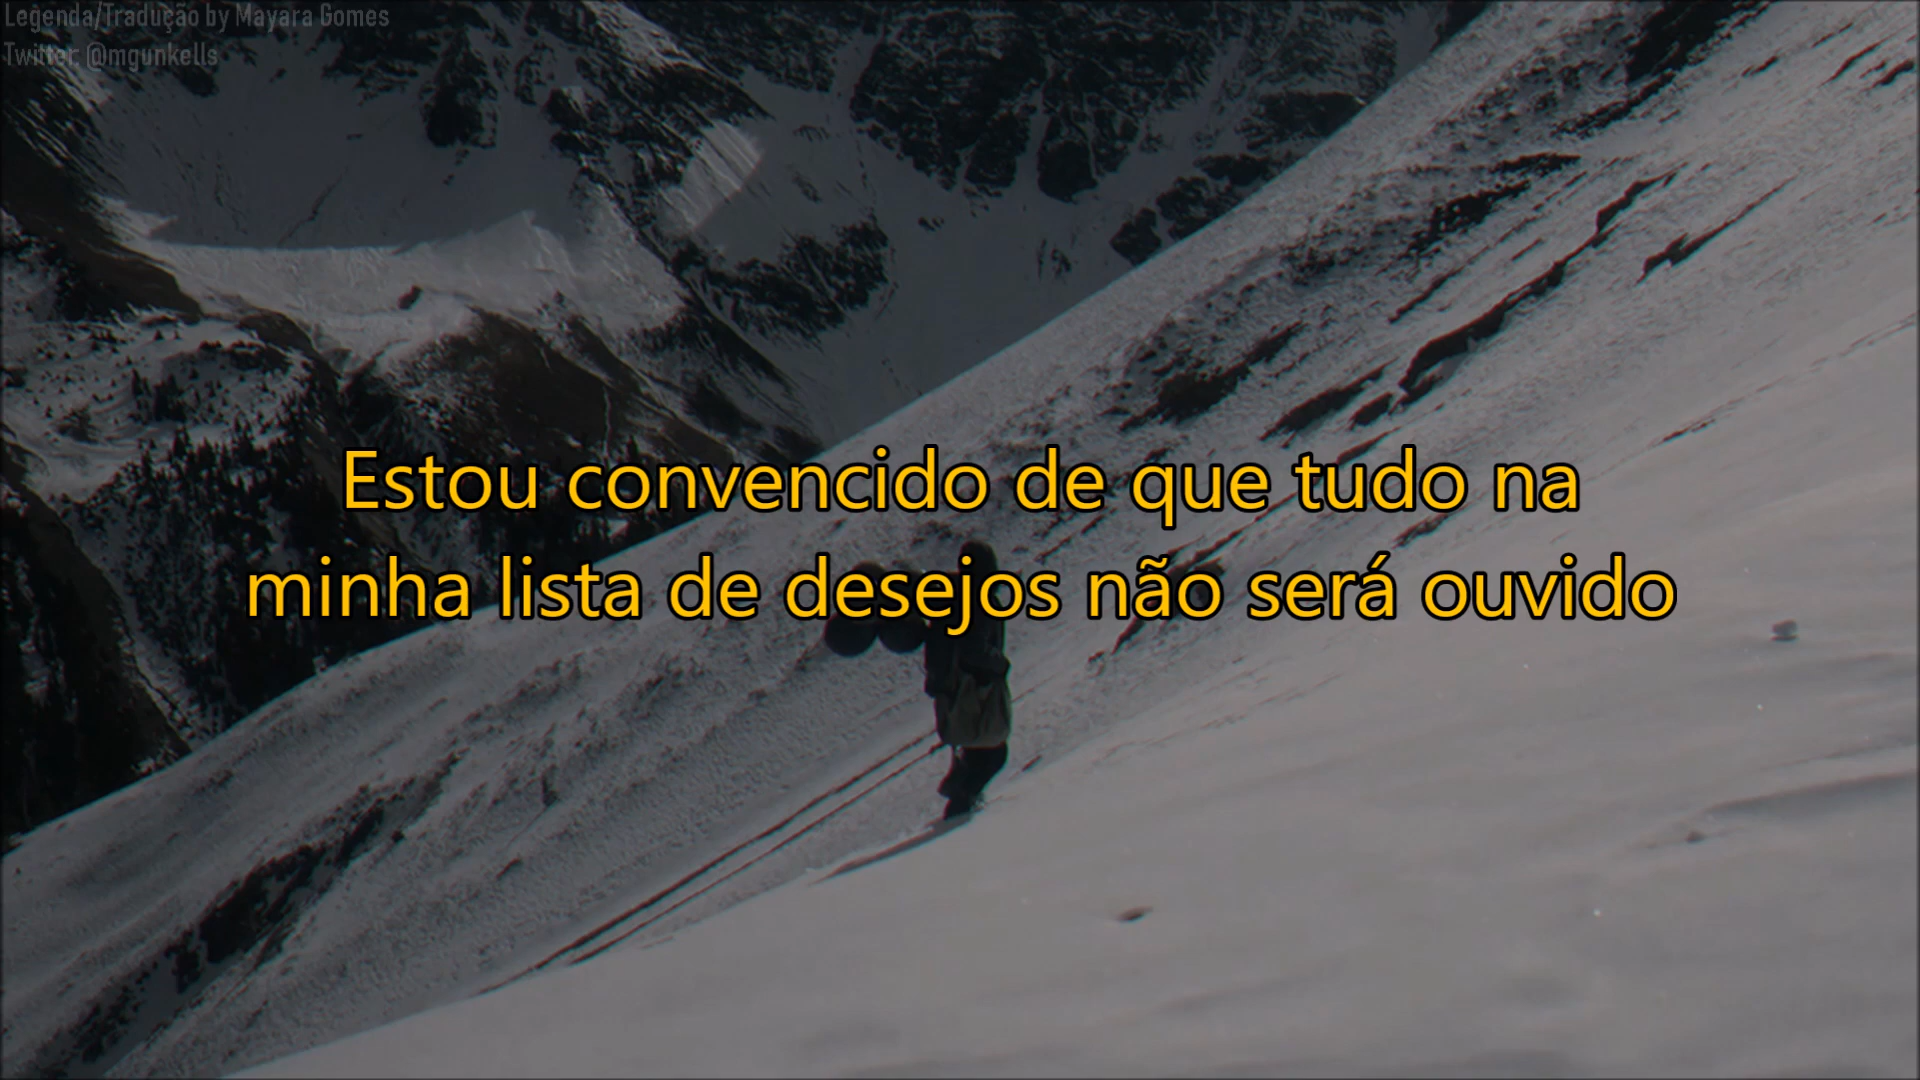 Legenda/Tradução by Mayara Gomes
Twitter: @mgunkells
Estou convencido de que tudo na
minha lista de desejos não será ouvido